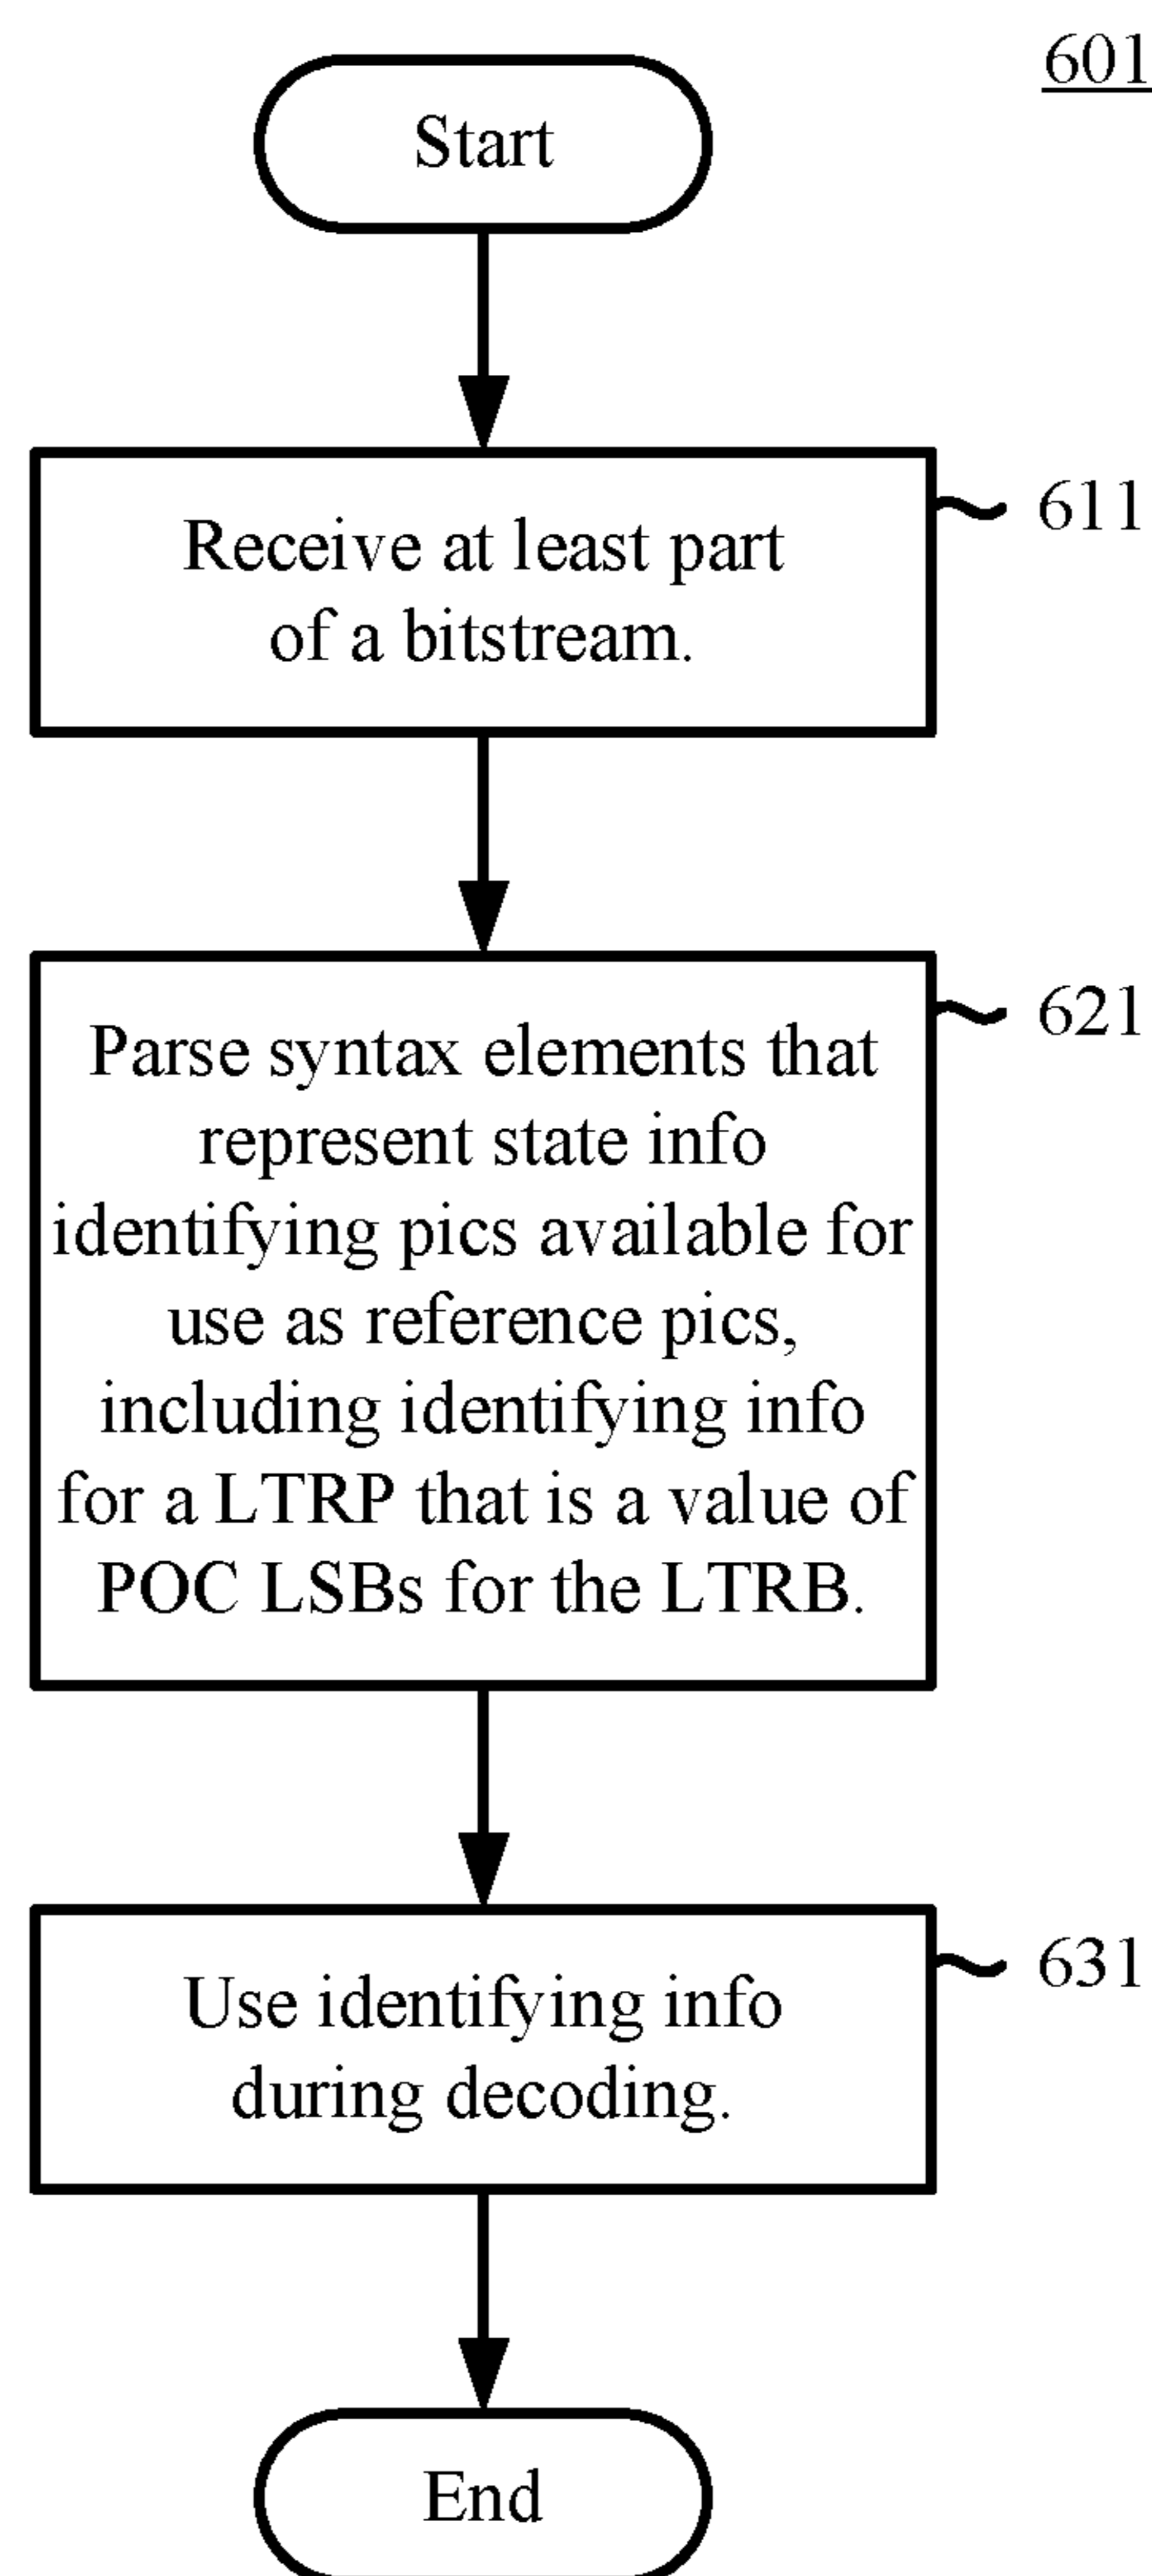 601
Start
Receive at least part
of a bitstream.
611
Parse syntax elements that
represent state info
identifying pics available for
use as reference pics,
including identifying info
for a LTRP that is a value of
POC LSBs for the LTRB.
621
Use identifying info
during decoding.
631
End